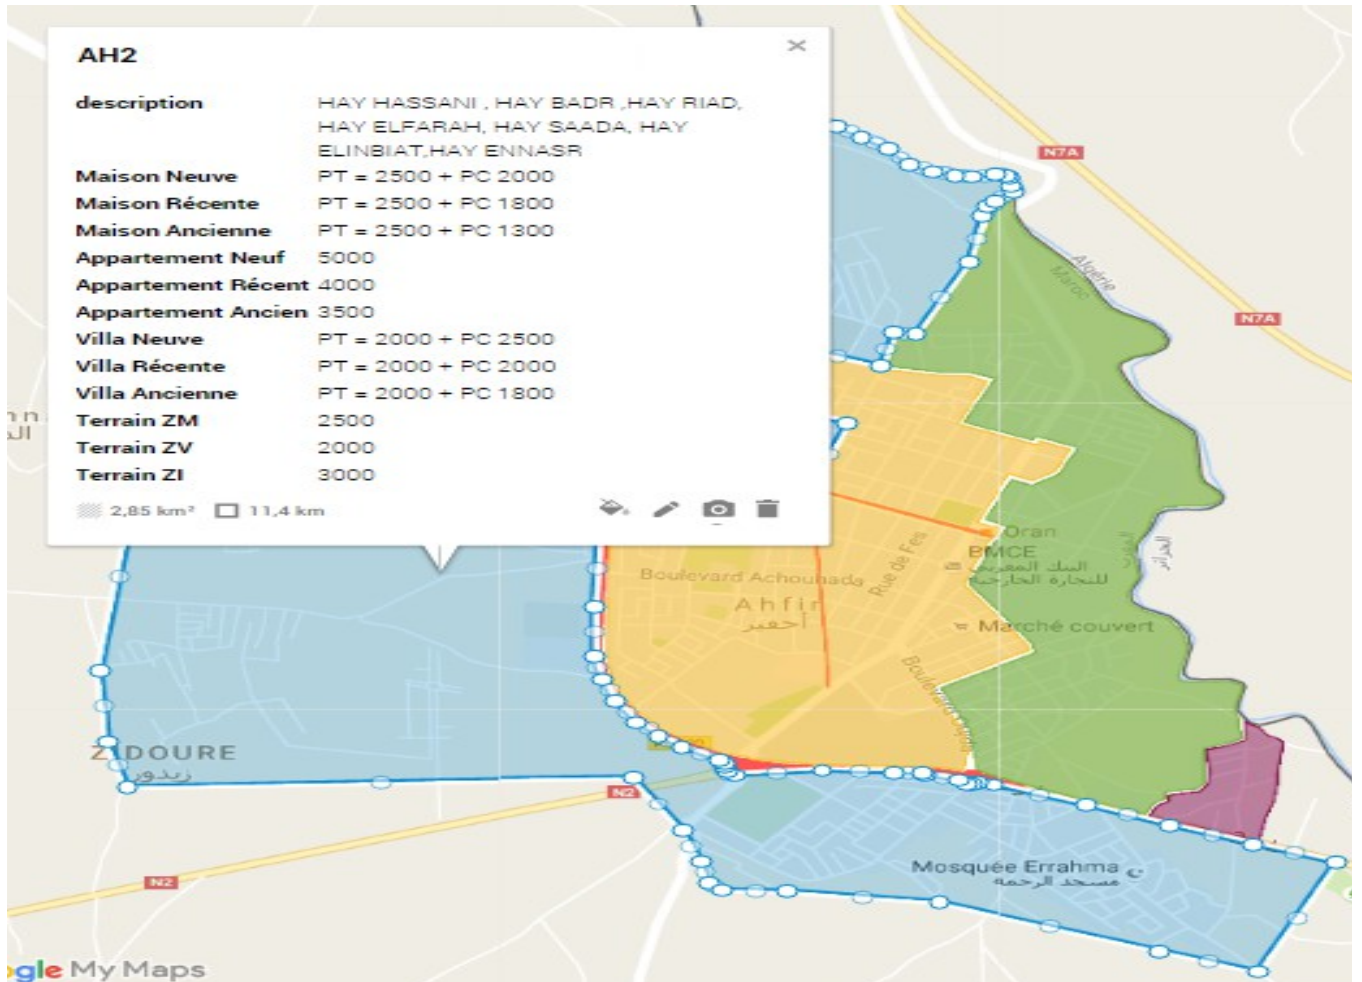 AH2
description HAY HASSANI , HAY BADR ,HAY RIAD,
HAY ELFARAH, HAY SAADA, HAY
ELINBIAT,HAY ENNASR
Maison Neuve PT = 2500 + PC 2000
Maison Récente PT = 2500 + PC 1800
Maison Ancienne PT = 2500 + PC 1300
Appartement Neuf 5000
Appartement Récent 4000
Appartement Ancien 3500
Villa Neuve PT = 2000 + PC 2500
Villa Récente PT = 2000 + PC 2000
Villa Ancienne PT = 2000 + PC 1800
Terrain ZM 2500
Terrain ZV 2000
Terrain ZI 3000
2,85 km² 11,4 km
N7A
Algérie
Maroc
N7A
Oran
BMCE
البنك المغربي
للتجارة الخارجية
المغرب
الجزائر
Rue de Fes
Boulevard Achouhada
Ahfir
أحفير
Marché couvert
Boulevard Oujda
ZIDOURE
زيدور
N2
N2
Mosquée Errahma
مسجد الرحمة
gle My Maps